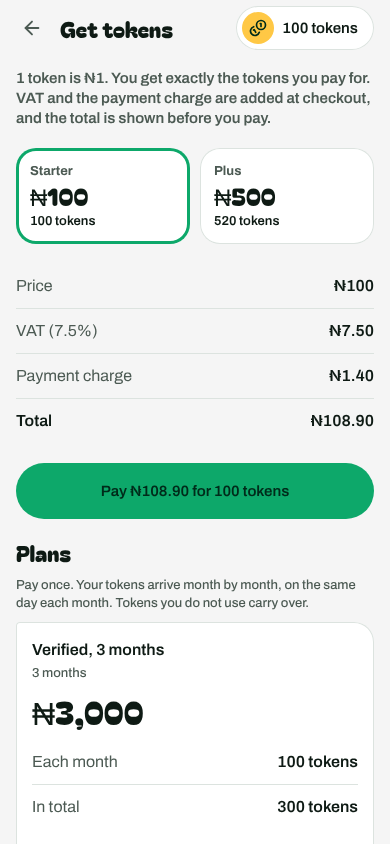 Get tokens
100 tokens
1 token is ₦1. You get exactly the tokens you pay for.
VAT and the payment charge are added at checkout,
and the total is shown before you pay.
Starter
₦100
100 tokens
Plus
₦500
520 tokens
Price ₦100
VAT (7.5%) ₦7.50
Payment charge ₦1.40
Total ₦108.90
Pay ₦108.90 for 100 tokens
Plans
Pay once. Your tokens arrive month by month, on the same
day each month. Tokens you do not use carry over.
Verified, 3 months
3 months
₦3,000
Each month 100 tokens
In total 300 tokens